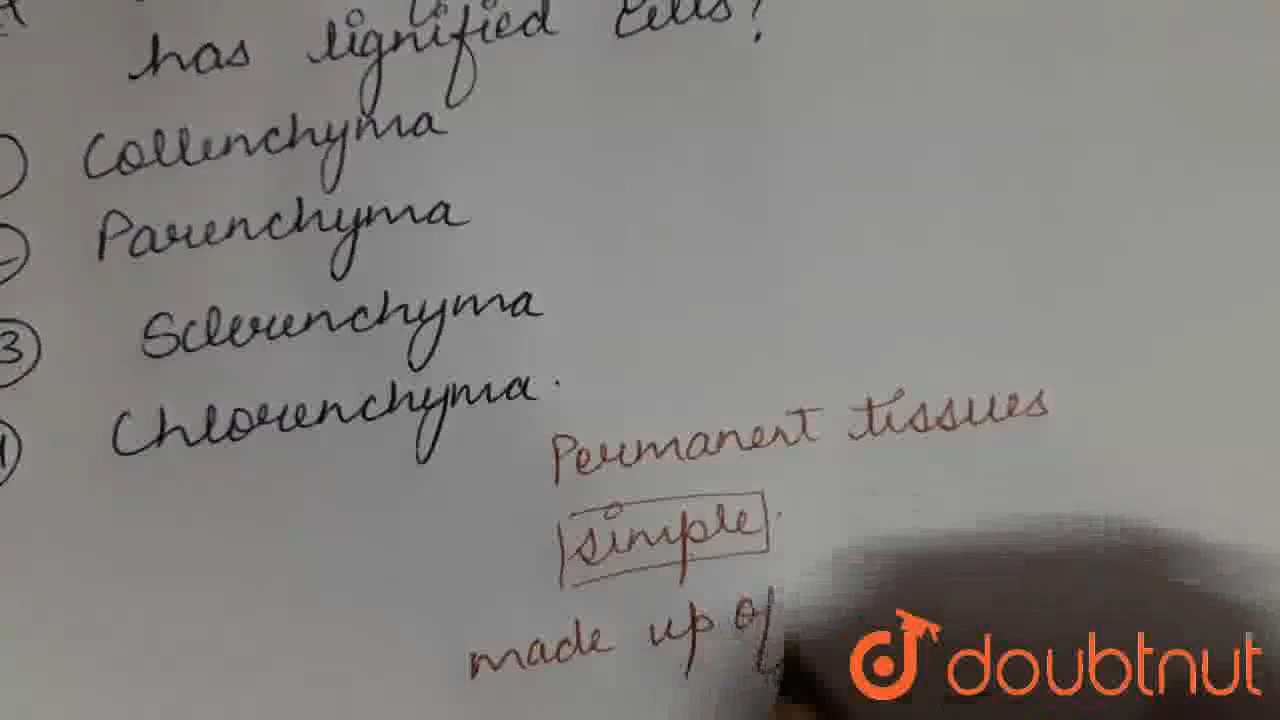 has lignified cells?
Collenchyma
Parenchyma
3 Sclerenchyma
Chlorenchyma.
Permanent tissues
simple
made up of
doubtnut